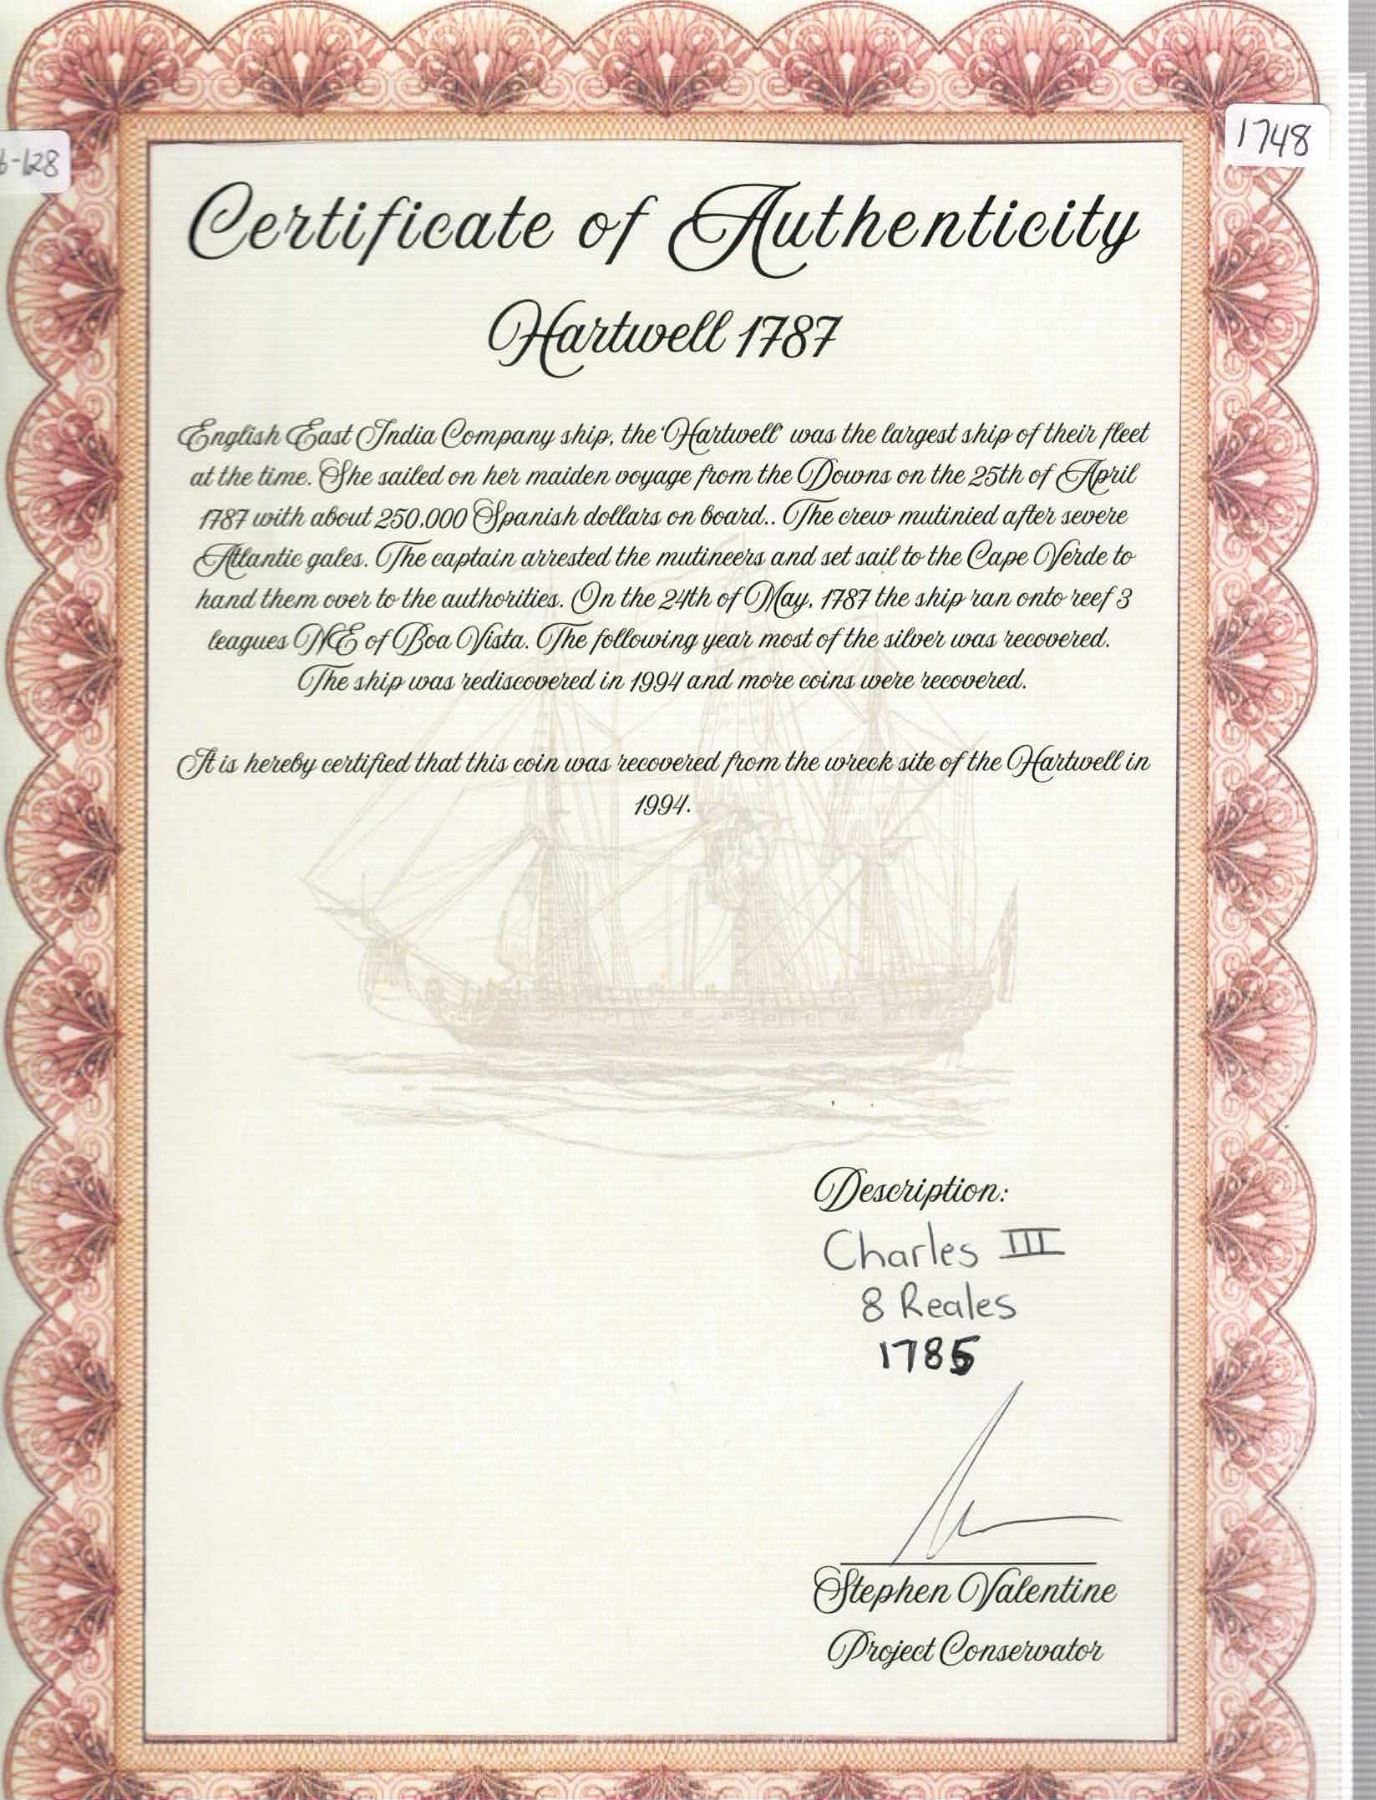 6-128
1748
Certificate of Authenticity
Hartwell 1787
English East India Company ship, the 'Hartwell' was the largest ship of their fleet
at the time. She sailed on her maiden voyage from the Downs on the 25th of April
1787 with about 250,000 Spanish dollars on board.. The crew mutinied after severe
Atlantic gales. The captain arrested the mutineers and set sail to the Cape Verde to
hand them over to the authorities. On the 24th of May, 1787 the ship ran onto reef 3
leagues NE of Boa Vista. The following year most of the silver was recovered.
The ship was rediscovered in 1994 and more coins were recovered.
It is hereby certified that this coin was recovered from the wreck site of the Hartwell in
1994.
Description:
Charles III
8 Reales
1785
Stephen Valentine
Project Conservator